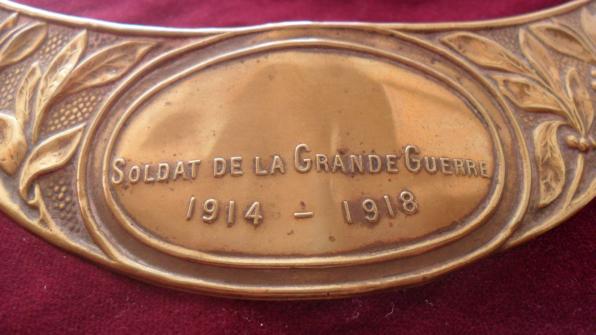 SOLDAT DE LA GRANDE GUERRE
1914 - 1918